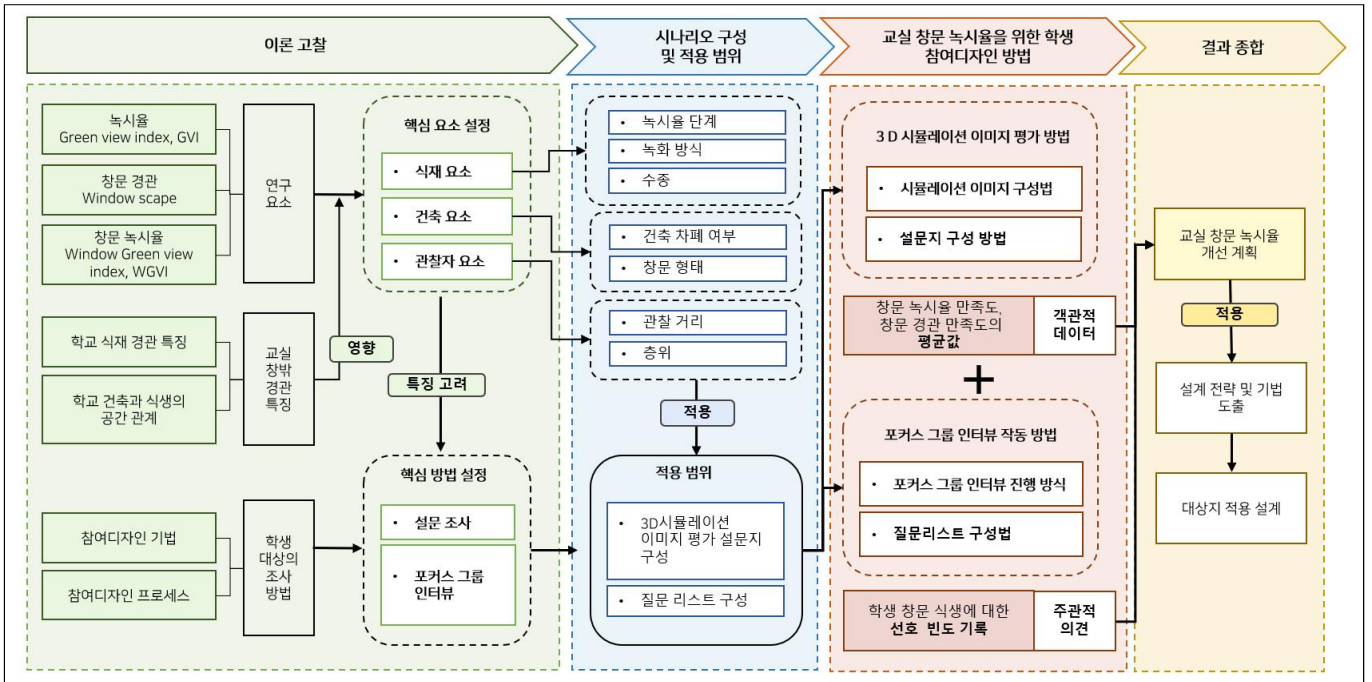 이론 고찰
시나리오 구성
및 적용 범위
교실 창문 녹시율을 위한 학생
참여디자인 방법
결과 종합
녹시율
Green view index, GVI
창문 경관
Window scape
창문 녹시율
Window Green view
index, WGVI
연구
요소
학교 식재 경관 특징
학교 건축과 식생의
공간 관계
교실
창밖
경관
특징
영향
참여디자인 기법
참여디자인 프로세스
학생
대상의
조사
방법
핵심 요소 설정
• 식재 요소
• 건축 요소
• 관찰자 요소
특징 고려
핵심 방법 설정
• 설문 조사
• 포커스 그룹
인터뷰
• 녹시율 단계
• 녹화 방식
• 수종
• 건축 차폐 여부
• 창문 형태
• 관찰 거리
• 층위
적용
적용 범위
• 3D시뮬레이션
이미지 평가 설문지
구성
• 질문 리스트 구성
3 D 시뮬레이션 이미지 평가 방법
• 시뮬레이션 이미지 구성법
• 설문지 구성 방법
창문 녹시율 만족도,
창문 경관 만족도의
평균값
객관적
데이터
+
포커스 그룹 인터뷰 작동 방법
• 포커스 그룹 인터뷰 진행 방식
• 질문리스트 구성법
학생 창문 식생에 대한
선호 빈도 기록
주관적
의견
교실 창문 녹시율
개선 계획
적용
설계 전략 및 기법
도출
대상지 적용 설계